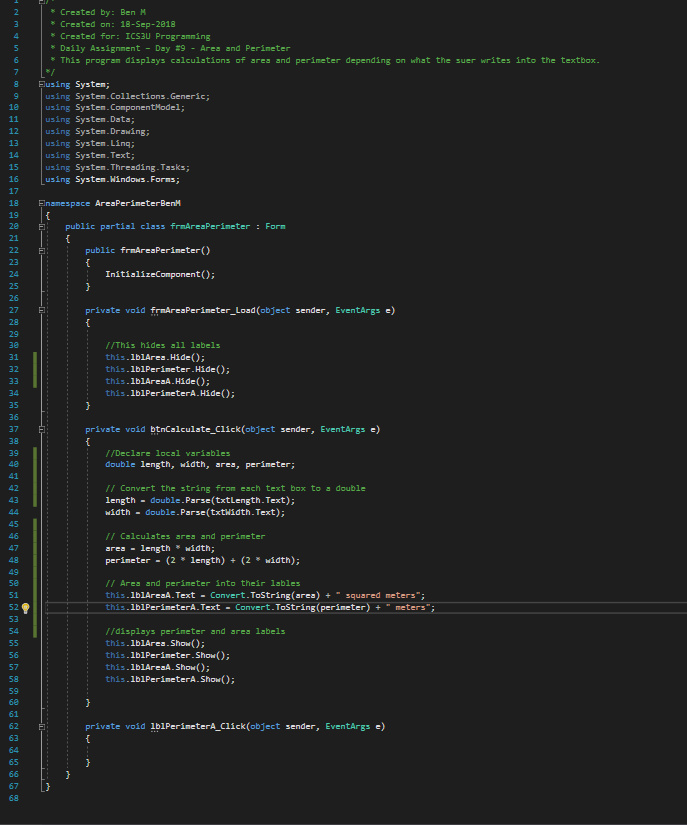 1 /*
2 * Created by: Ben M
3 * Created on: 18-Sep-2018
4 * Created for: ICS3U Programming
5 * Daily Assignment – Day #9 - Area and Perimeter
6 * This program displays calculations of area and perimeter depending on what the suer writes into the textbox.
7 */
8 using System;
9 using System.Collections.Generic;
10 using System.ComponentModel;
11 using System.Data;
12 using System.Drawing;
13 using System.Linq;
14 using System.Text;
15 using System.Threading.Tasks;
16 using System.Windows.Forms;
17
18 namespace AreaPerimeterBenM
19 {
20 public partial class frmAreaPerimeter : Form
21 {
22 public frmAreaPerimeter()
23 {
24 InitializeComponent();
25 }
26
27 private void frmAreaPerimeter_Load(object sender, EventArgs e)
28 {
29
30 //This hides all labels
31 this.lblArea.Hide();
32 this.lblPerimeter.Hide();
33 this.lblAreaA.Hide();
34 this.lblPerimeterA.Hide();
35 }
36
37 private void btnCalculate_Click(object sender, EventArgs e)
38 {
39 //Declare local variables
40 double length, width, area, perimeter;
41
42 // Convert the string from each text box to a double
43 length = double.Parse(txtLength.Text);
44 width = double.Parse(txtWidth.Text);
45
46 // Calculates area and perimeter
47 area = length * width;
48 perimeter = (2 * length) + (2 * width);
49
50 // Area and perimeter into their lables
51 this.lblAreaA.Text = Convert.ToString(area) + " squared meters";
52 this.lblPerimeterA.Text = Convert.ToString(perimeter) + " meters";
53
54 //displays perimeter and area labels
55 this.lblArea.Show();
56 this.lblPerimeter.Show();
57 this.lblAreaA.Show();
58 this.lblPerimeterA.Show();
59
60 }
61
62 private void lblPerimeterA_Click(object sender, EventArgs e)
63 {
64
65 }
66 }
67 }
68